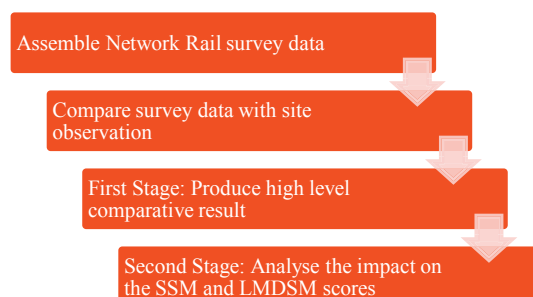 Assemble Network Rail survey data
Compare survey data with site
observation
First Stage: Produce high level
comparative result
Second Stage: Analyse the impact on
the SSM and LMDSM scores